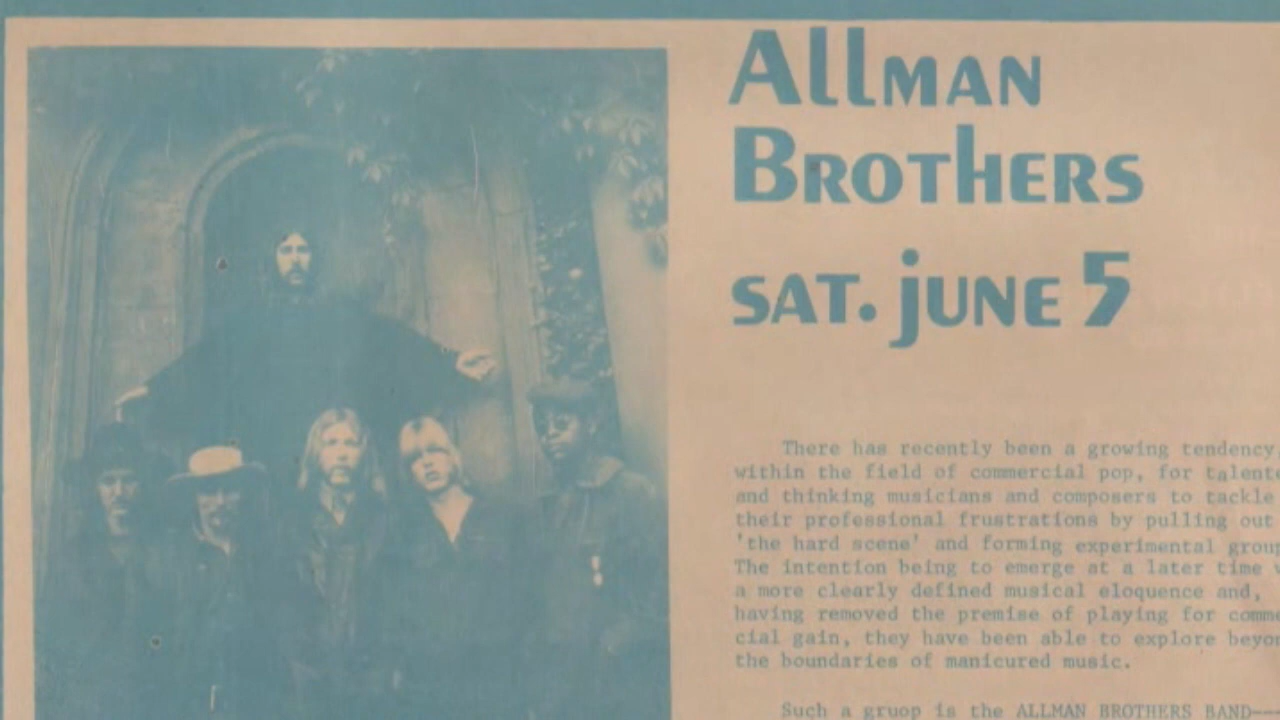 Allman
Brothers
SAT. JUNE 5
There has recently been a growing tendency,
within the field of commercial pop, for talente
and thinking musicians and composers to tackle
their professional frustrations by pulling out
'the hard scene' and forming experimental group
The intention being to emerge at a later time w
a more clearly defined musical eloquence and,
having removed the premise of playing for comme
cial gain, they have been able to explore beyon
the boundaries of manicured music.
Such a gruop is the ALLMAN BROTHERS BAND--